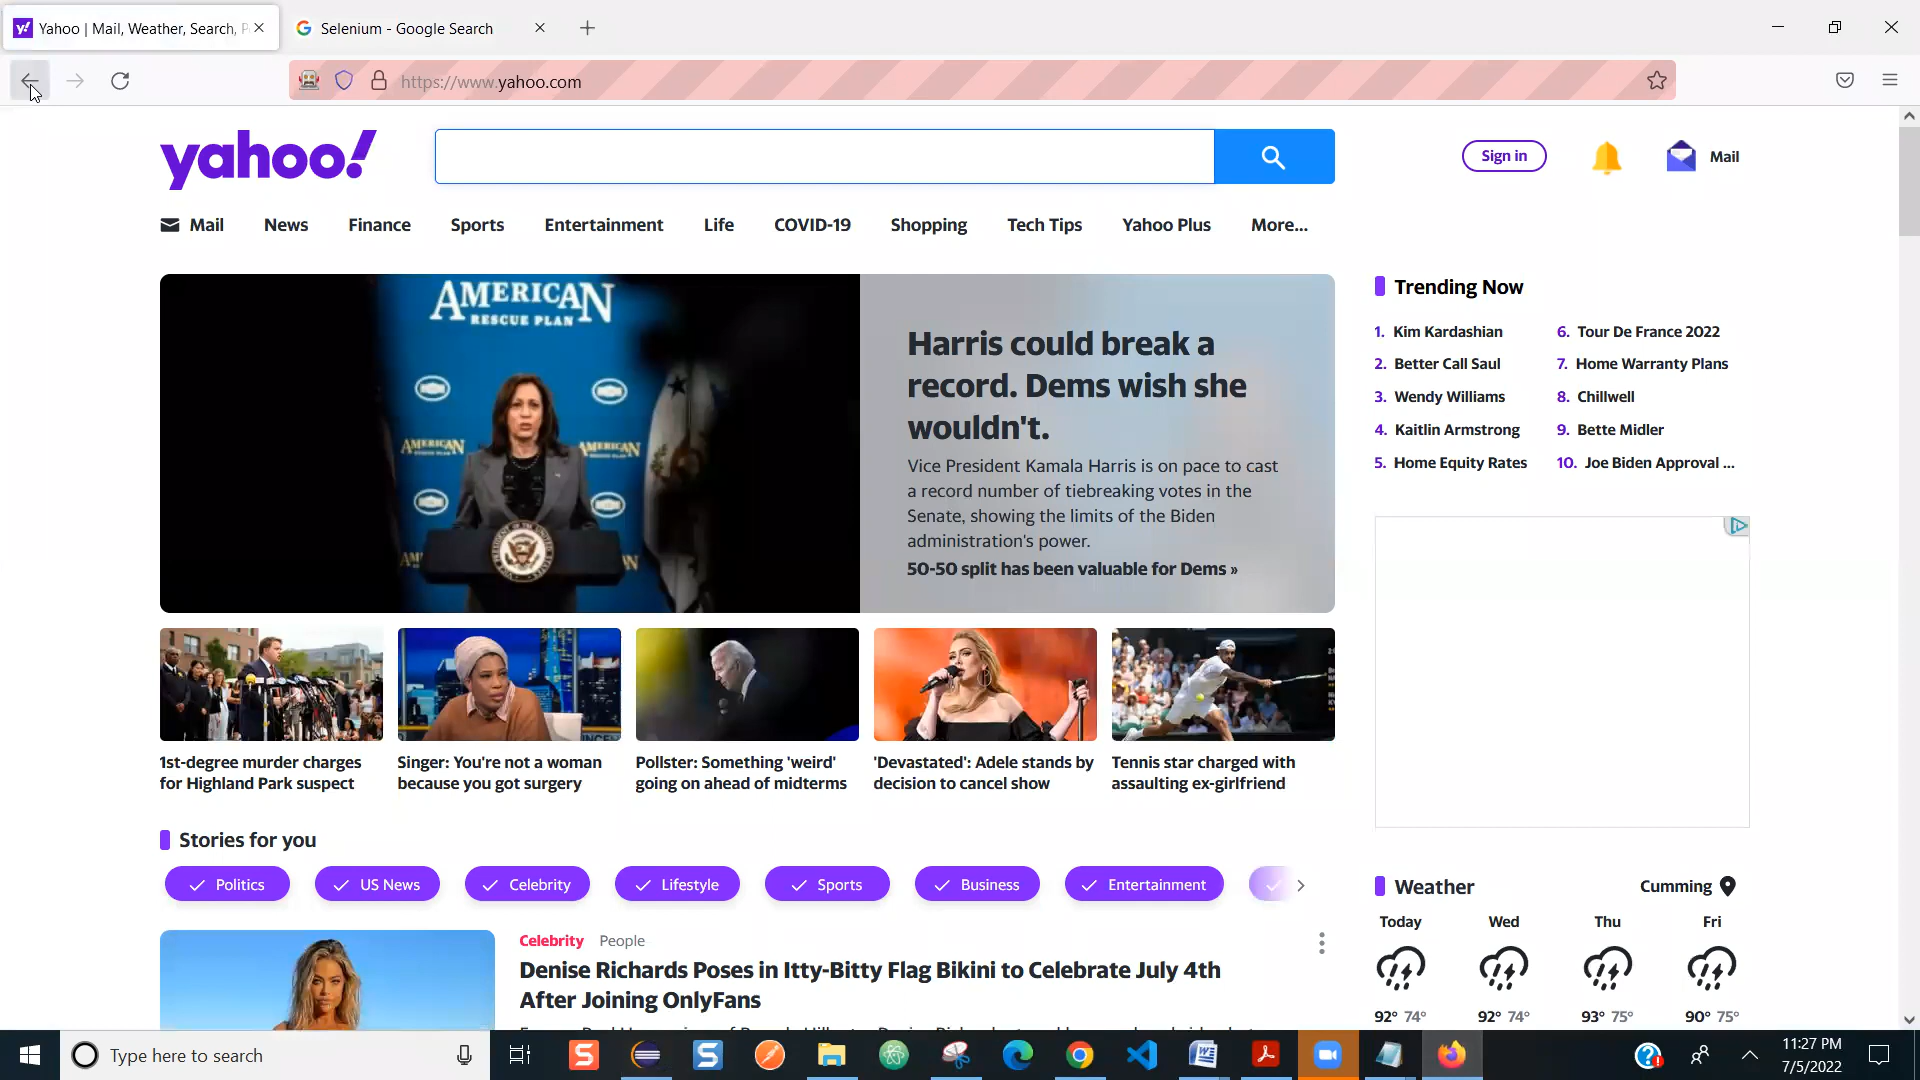 Yahoo | Mail, Weather, Search, P
Selenium - Google Search
https://www.yahoo.com
yahoo!
Sign in
Mail
Mail
News
Finance
Sports
Entertainment
Life
COVID-19
Shopping
Tech Tips
Yahoo Plus
More...
AMERICAN
RESCUE PLAN
AMERICAN
AMERICAN
Harris could break a
record. Dems wish she
wouldn't.
Vice President Kamala Harris is on pace to cast
a record number of tiebreaking votes in the
Senate, showing the limits of the Biden
administration's power.
50-50 split has been valuable for Dems »
Trending Now
1. Kim Kardashian
2. Better Call Saul
3. Wendy Williams
4. Kaitlin Armstrong
5. Home Equity Rates
6. Tour De France 2022
7. Home Warranty Plans
8. Chillwell
9. Bette Midler
10. Joe Biden Approval ...
1st-degree murder charges
for Highland Park suspect
Singer: You're not a woman
because you got surgery
Pollster: Something 'weird'
going on ahead of midterms
'Devastated': Adele stands by
decision to cancel show
Tennis star charged with
assaulting ex-girlfriend
Stories for you
Politics
US News
Celebrity
Lifestyle
Sports
Business
Entertainment
Celebrity People
Denise Richards Poses in Itty-Bitty Flag Bikini to Celebrate July 4th
After Joining OnlyFans
Weather
Cumming
Today
Wed
Thu
Fri
92° 74°
92° 74°
93° 75°
90° 75°
Type here to search
11:27 PM
7/5/2022